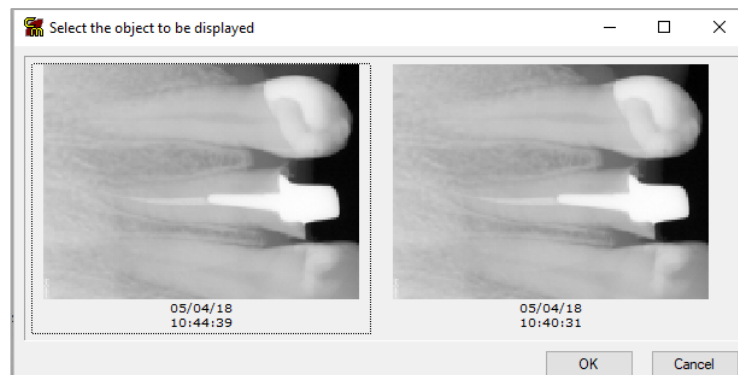 Select the object to be displayed
05/04/18
10:44:39
05/04/18
10:40:31
OK
Cancel